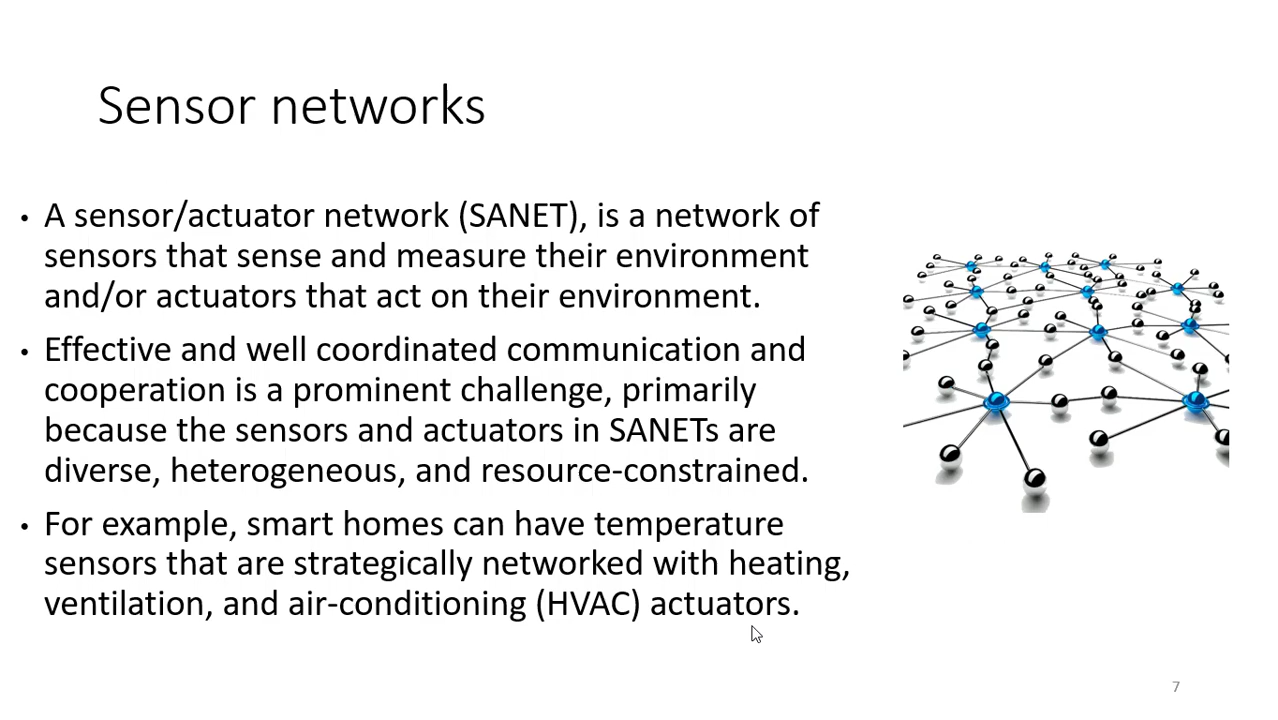 Sensor networks
• A sensor/actuator network (SANET), is a network of
sensors that sense and measure their environment
and/or actuators that act on their environment.
• Effective and well coordinated communication and
cooperation is a prominent challenge, primarily
because the sensors and actuators in SANETs are
diverse, heterogeneous, and resource-constrained.
• For example, smart homes can have temperature
sensors that are strategically networked with heating,
ventilation, and air-conditioning (HVAC) actuators.
7